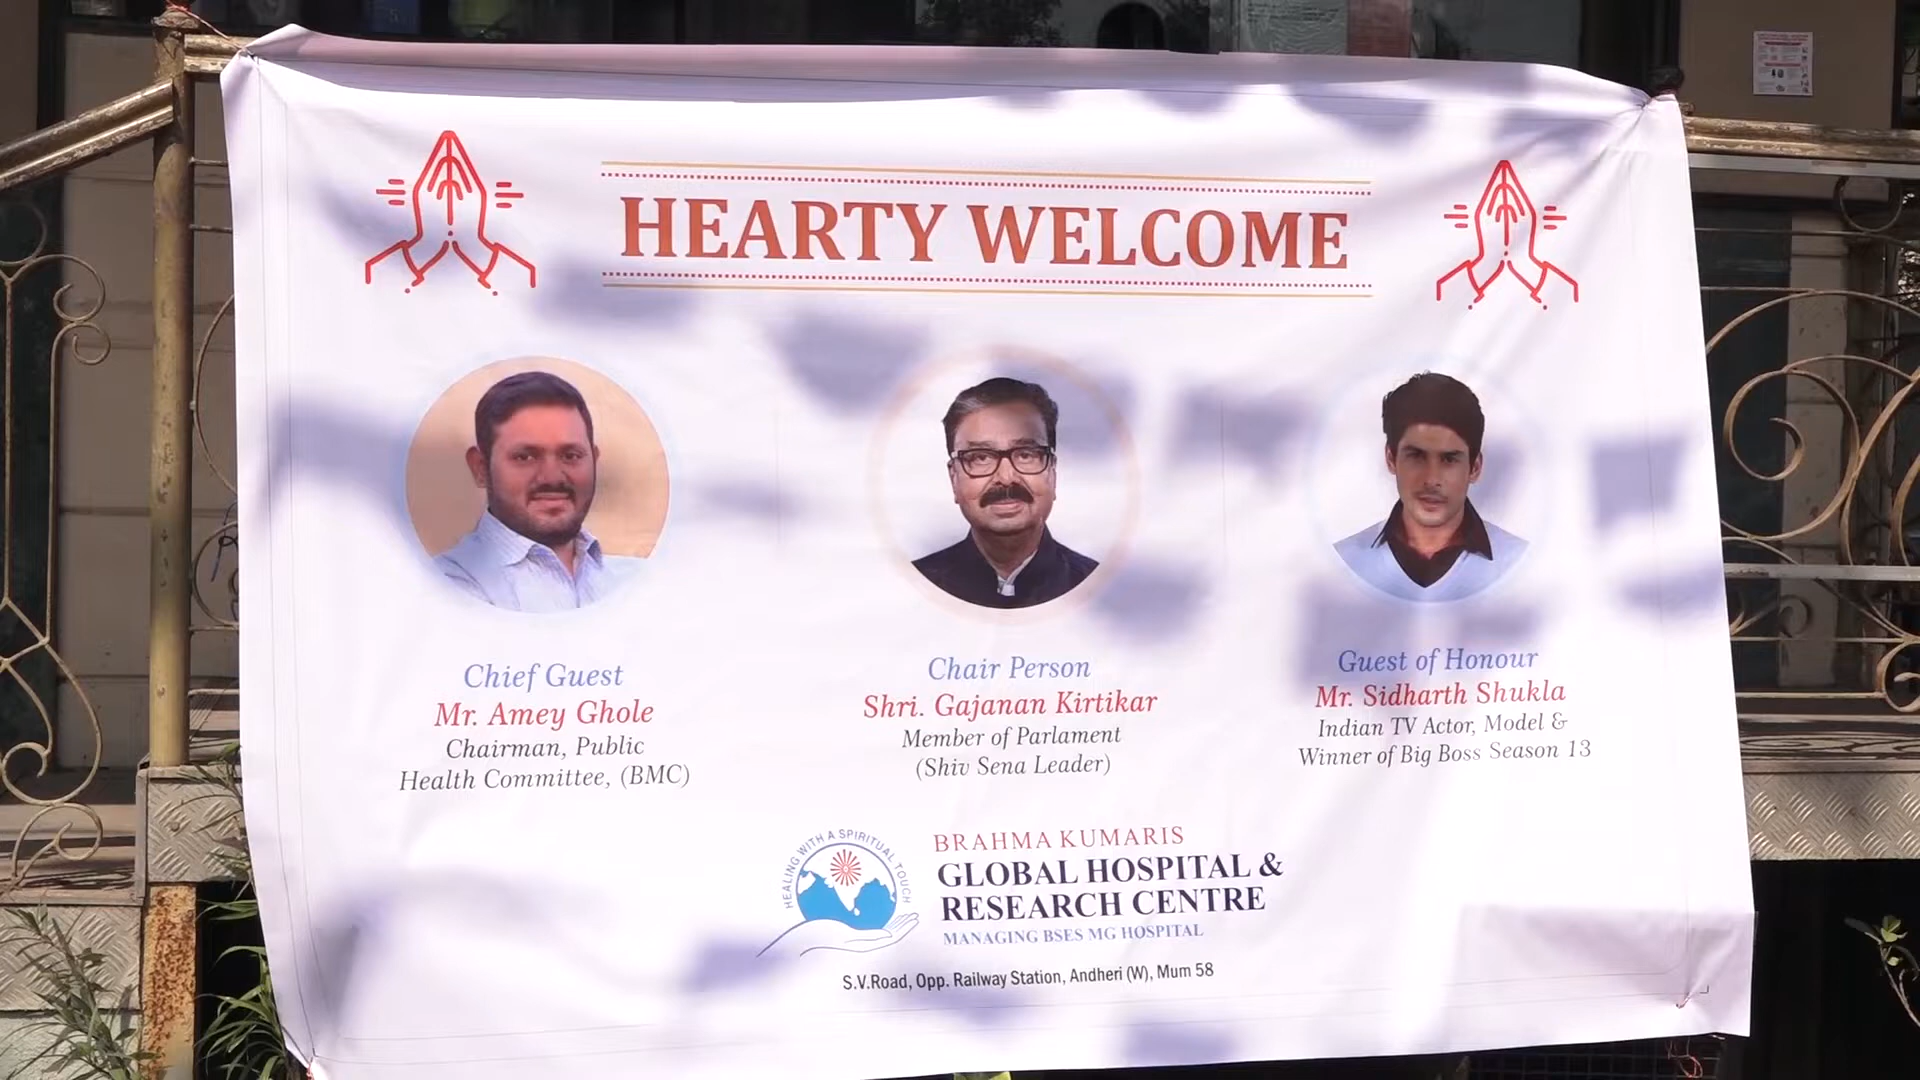 HEARTY WELCOME
Chief Guest
Mr. Amey Ghole
Chairman, Public
Health Committee, (BMC)
Chair Person
Shri. Gajanan Kirtikar
Member of Parlament
(Shiv Sena Leader)
Guest of Honour
Mr. Sidharth Shukla
Indian TV Actor, Model &
Winner of Big Boss Season 13
HEALING WITH A SPIRITUAL TOUCH
BRAHMA KUMARIS
GLOBAL HOSPITAL &
RESEARCH CENTRE
MANAGING BSES MG HOSPITAL
S.V.Road, Opp. Railway Station, Andheri (W), Mum 58